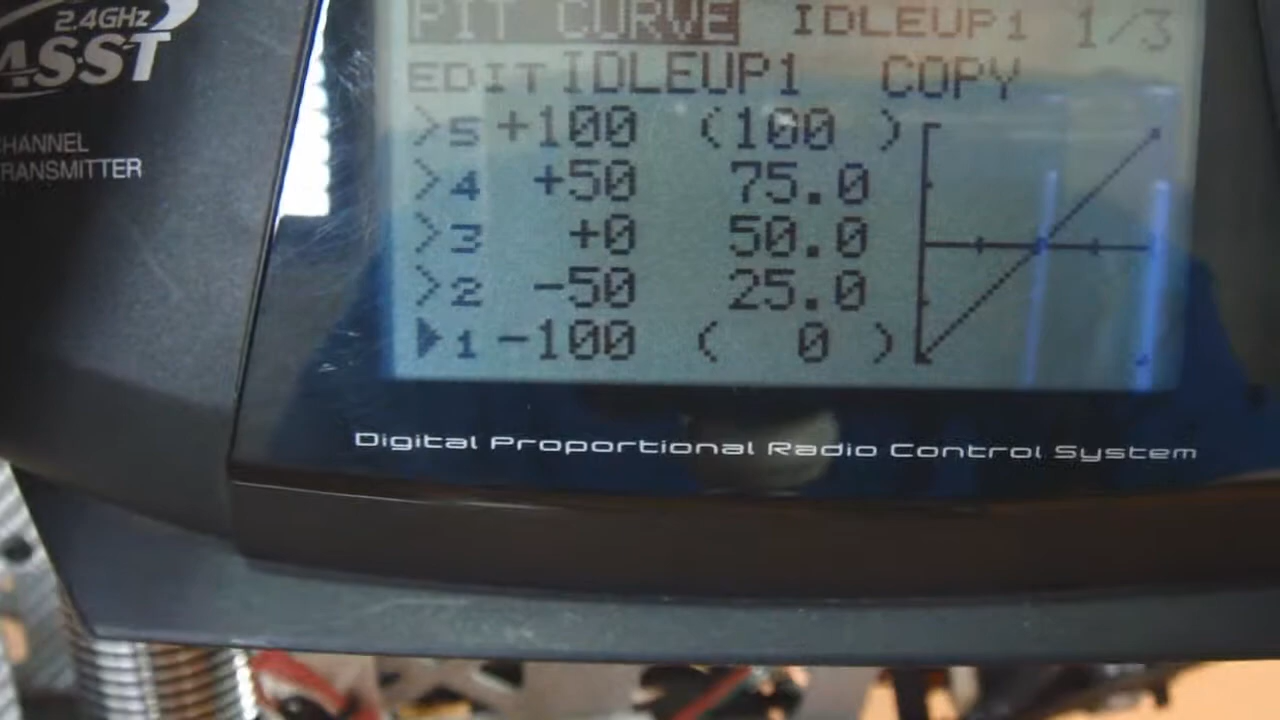 2.4GHz
ASST
CHANNEL
TRANSMITTER
PIT CURVE IDLEUP1 1/3
EDIT IDLEUP1 COPY
>5 +100 (100 )
>4 +50 75.0
>3 +0 50.0
>2 -50 25.0
▶1 -100 ( 0 )
Digital Proportional Radio Control System